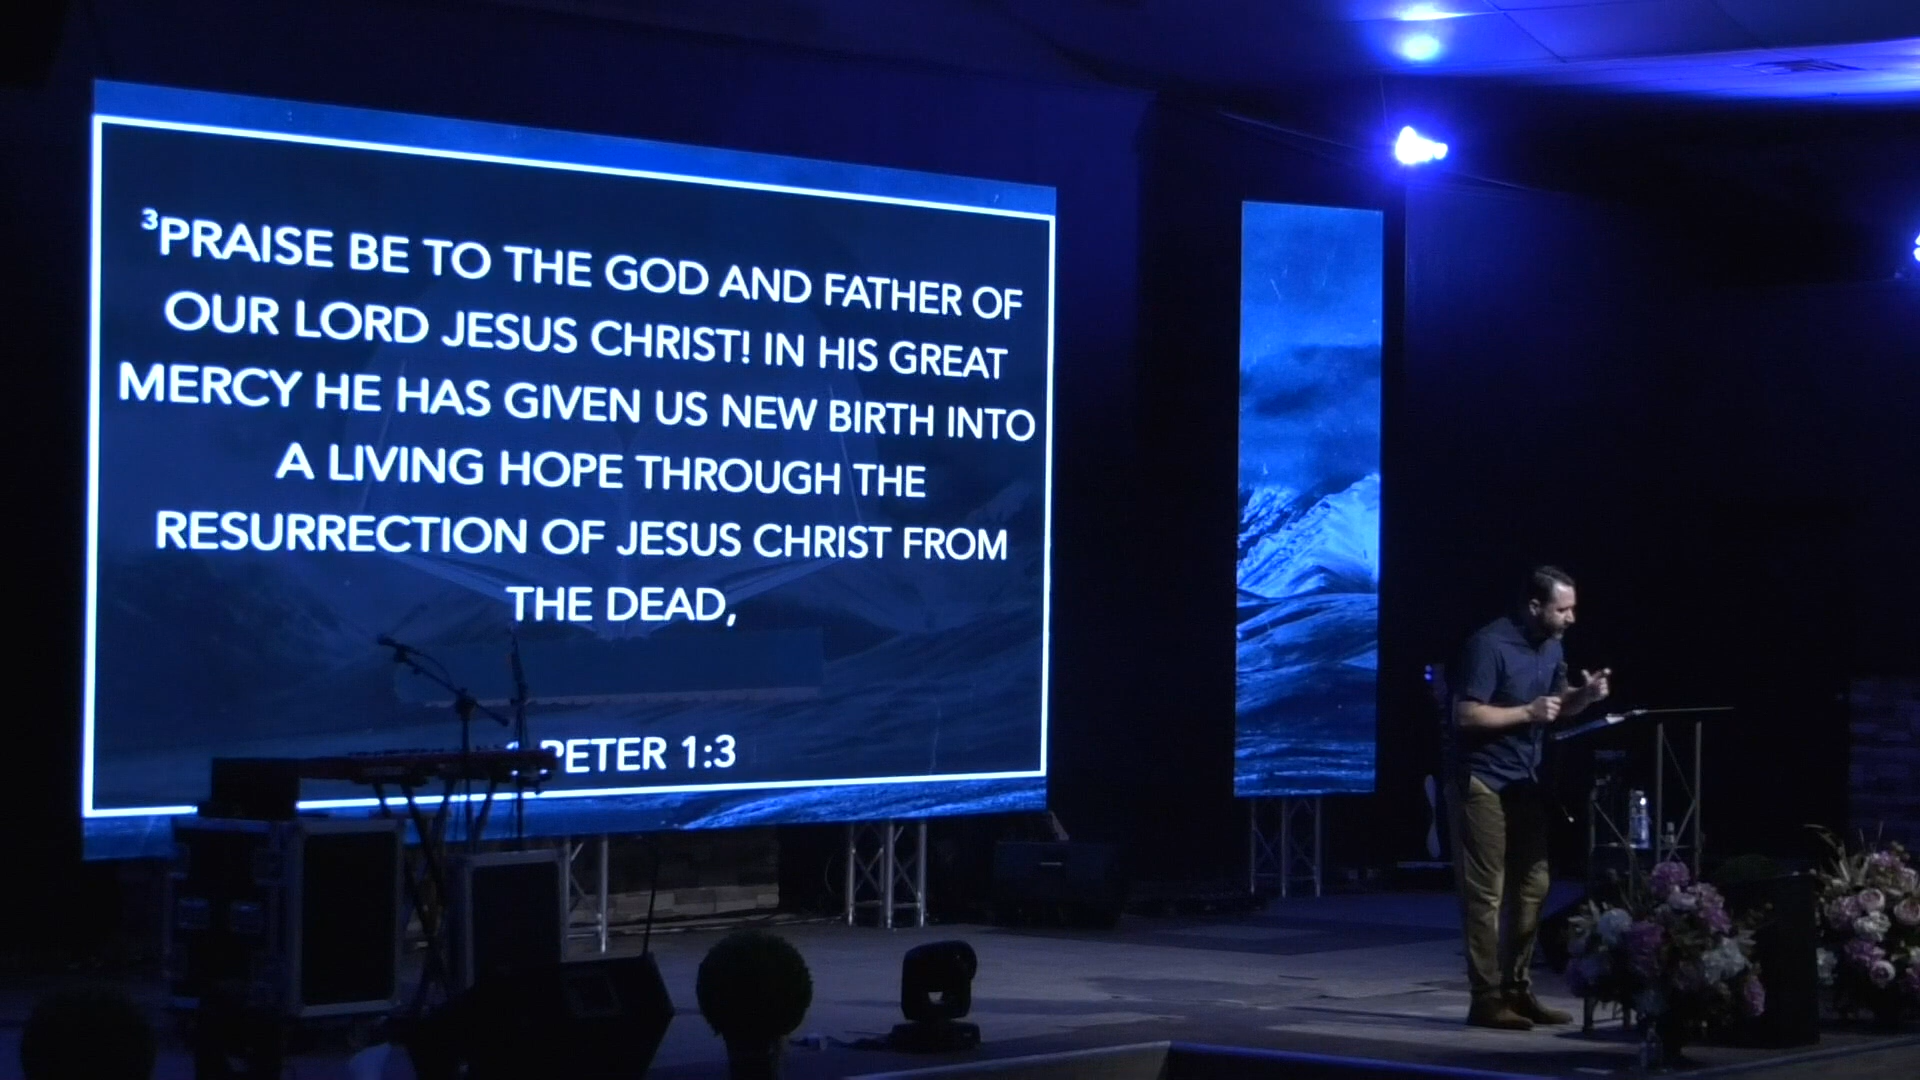 ³PRAISE BE TO THE GOD AND FATHER OF
OUR LORD JESUS CHRIST! IN HIS GREAT
MERCY HE HAS GIVEN US NEW BIRTH INTO
A LIVING HOPE THROUGH THE
RESURRECTION OF JESUS CHRIST FROM
THE DEAD,
PETER 1:3